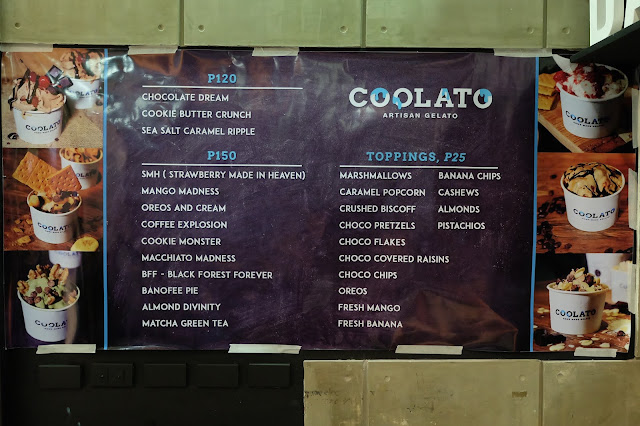 P120
CHOCOLATE DREAM
COOKIE BUTTER CRUNCH
SEA SALT CARAMEL RIPPLE
P150
SMH ( STRAWBERRY MADE IN HEAVEN)
MANGO MADNESS
OREOS AND CREAM
COFFEE EXPLOSION
COOKIE MONSTER
MACCHIATO MADNESS
BFF - BLACK FOREST FOREVER
BANOFEE PIE
ALMOND DIVINITY
MATCHA GREEN TEA
COOLATO
ARTISAN GELATO
TOPPINGS, P25
MARSHMALLOWS
CARAMEL POPCORN
CRUSHED BISCOFF
CHOCO PRETZELS
CHOCO FLAKES
CHOCO COVERED RAISINS
CHOCO CHIPS
OREOS
FRESH MANGO
FRESH BANANA
BANANA CHIPS
CASHEWS
ALMONDS
PISTACHIOS
COOLATO
COOLATO
COOLATO
COOLATO
COOLATO
COOLATO
COOLATO